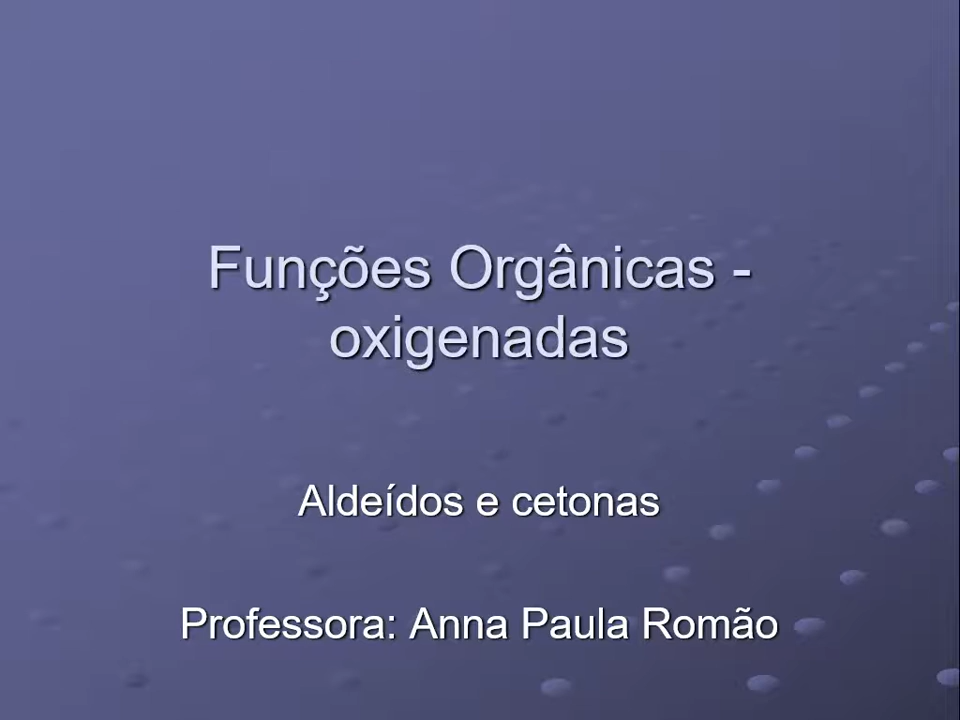 Funções Orgânicas -
oxigenadas
Aldeídos e cetonas
Professora: Anna Paula Romão